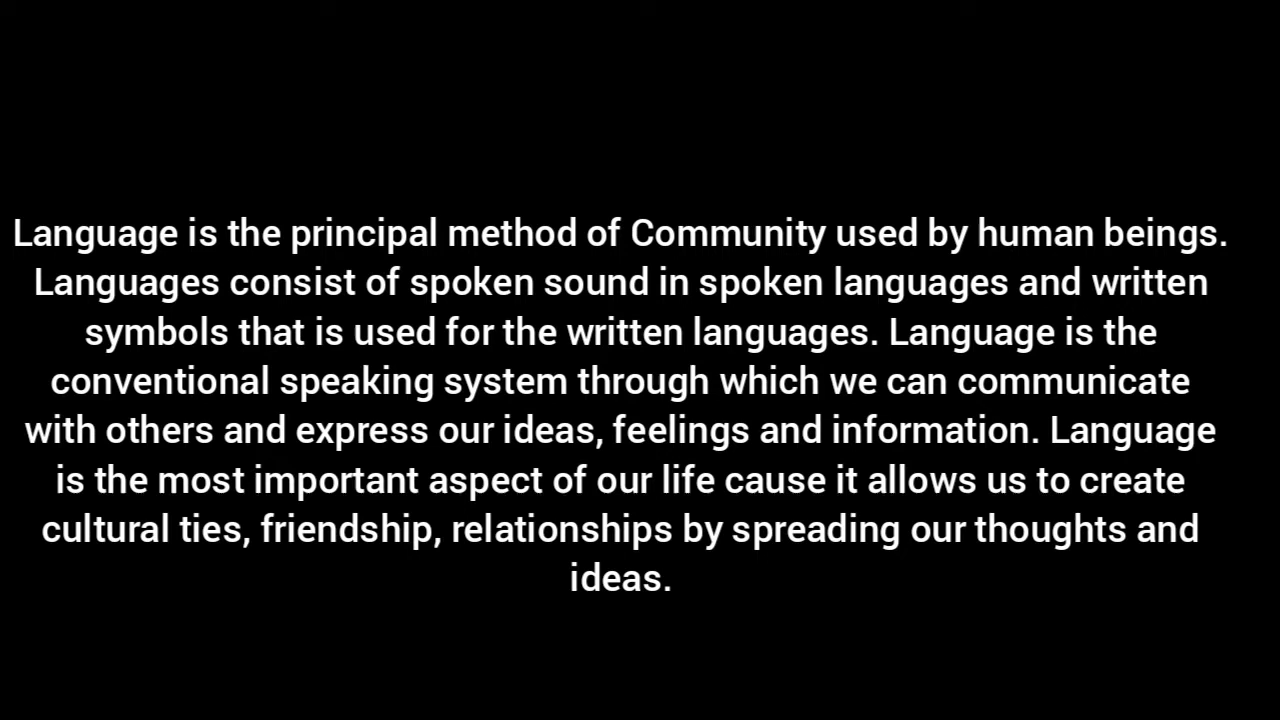 Language is the principal method of Community used by human beings.
Languages consist of spoken sound in spoken languages and written
symbols that is used for the written languages. Language is the
conventional speaking system through which we can communicate
with others and express our ideas, feelings and information. Language
is the most important aspect of our life cause it allows us to create
cultural ties, friendship, relationships by spreading our thoughts and
ideas.